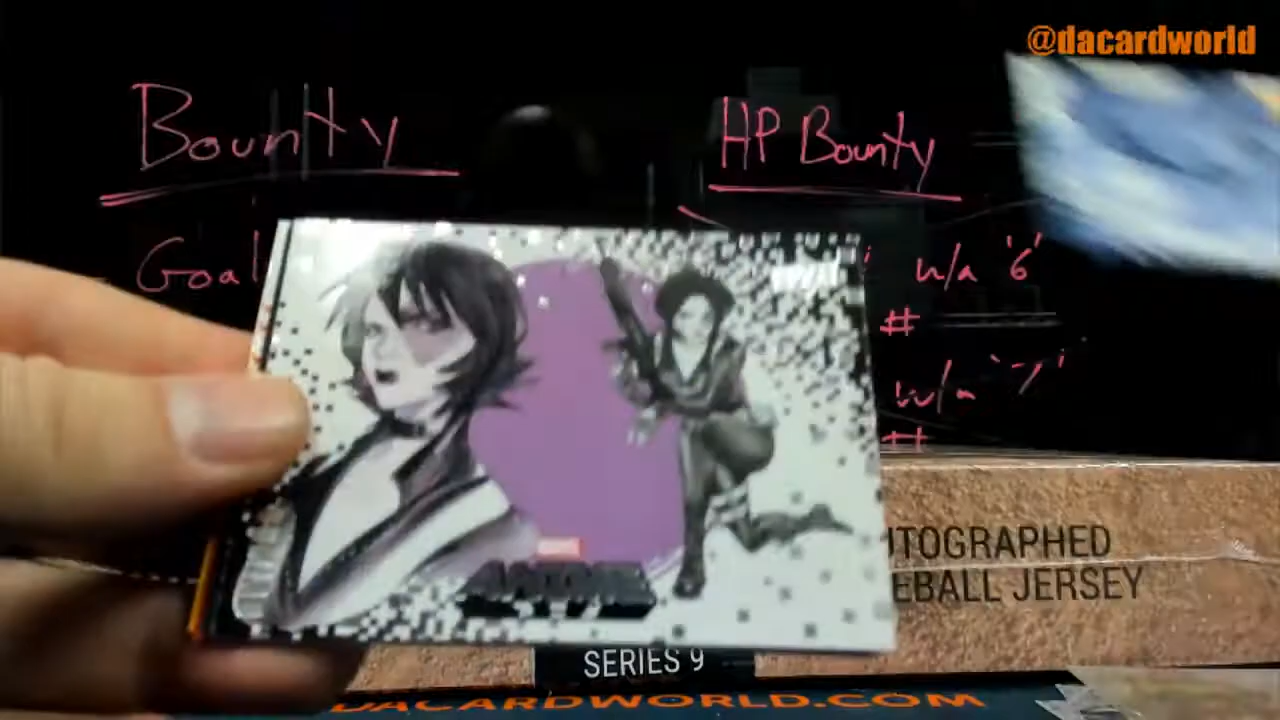 @dacardworld
Bounty
HP Bounty
Goal
w/a '6'
#
w/a '7'
#
UTOGRAPHED
EBALL JERSEY
SERIES 9
DACARDWORLD.COM